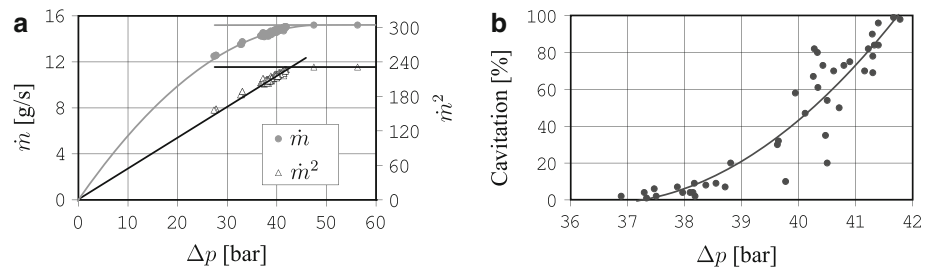 a
16
12
8
4
0
ṁ [g/s]
300
240
180
120
60
0
ṁ²
ṁ
ṁ²
0 10 20 30 40 50 60
Δp [bar]
b
100
80
60
40
20
0
Cavitation [%]
36 37 38 39 40 41 42
Δp [bar]